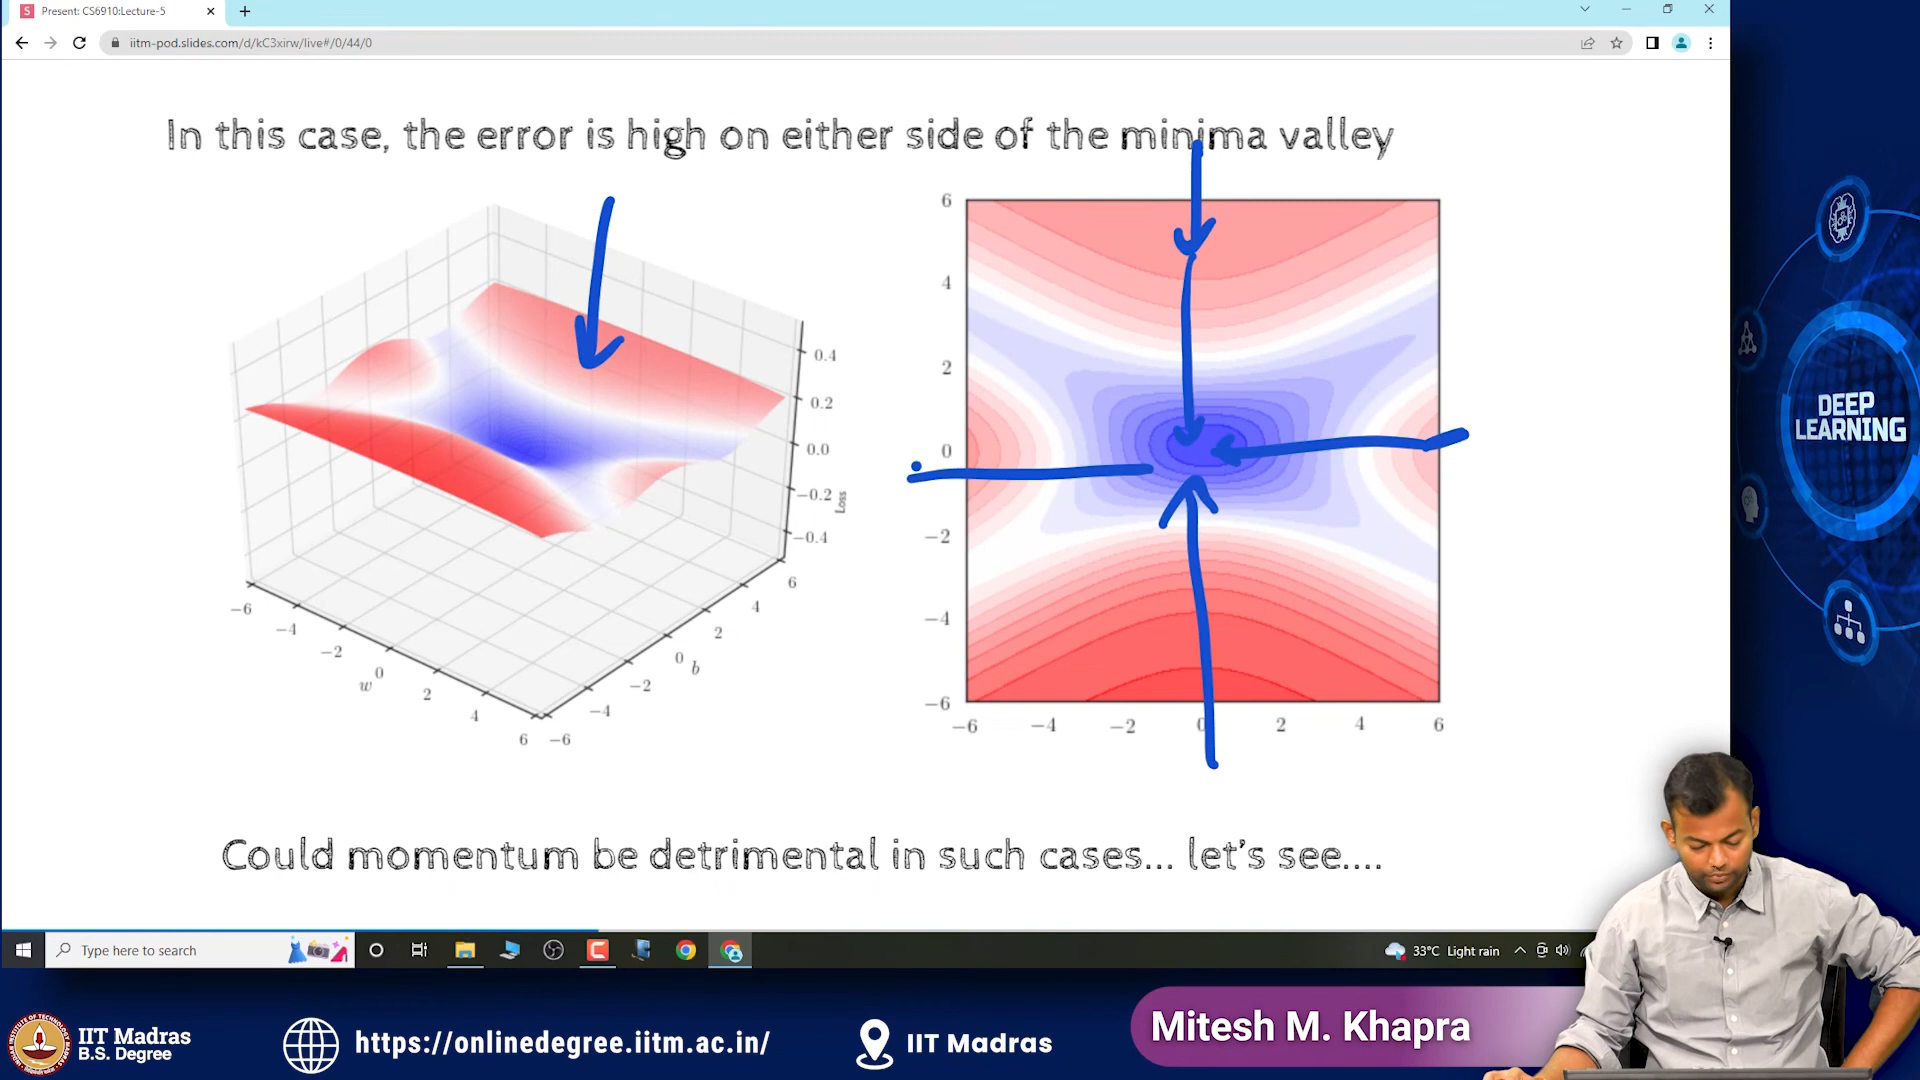 Present: CS6910:Lecture-5
iitm-pod.slides.com/d/kC3xirw/live#/0/44/0
In this case, the error is high on either side of the minima valley
0.4
0.2
0.0
−0.2
−0.4
Loss
−6
−4
−2
0
2
4
6
w
−6
−4
−2
0
2
4
6
b
6
4
2
0
−2
−4
−6
−6
−4
−2
0
2
4
6
Could momentum be detrimental in such cases... let's see....
Type here to search
33°C Light rain
DEEP
LEARNING
IIT Madras
B.S. Degree
https://onlinedegree.iitm.ac.in/
IIT Madras
Mitesh M. Khapra